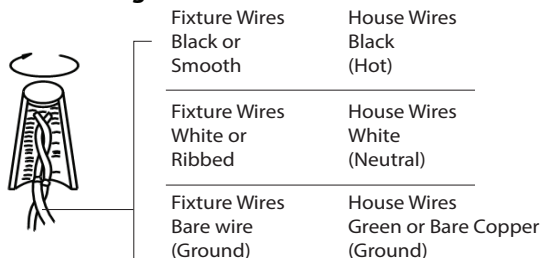 Fixture Wires House Wires
Black or Black
Smooth (Hot)
Fixture Wires House Wires
White or White
Ribbed (Neutral)
Fixture Wires House Wires
Bare wire Green or Bare Copper
(Ground) (Ground)